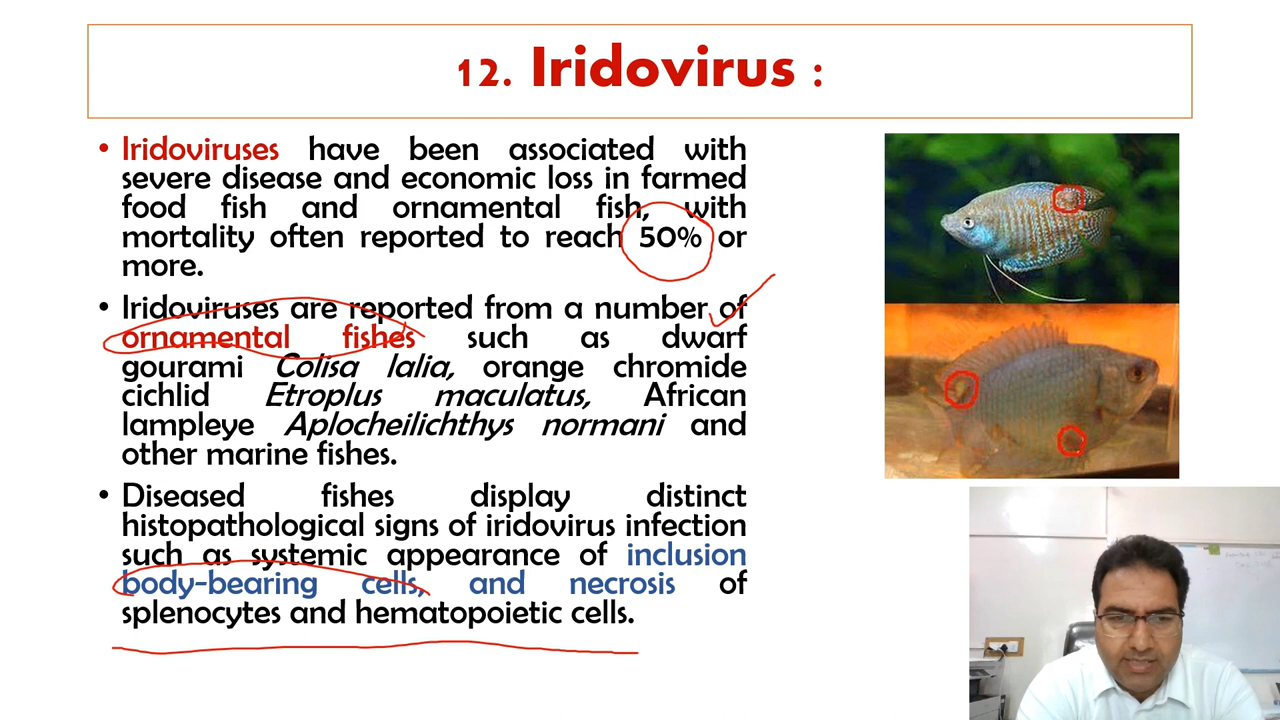 12. Iridovirus :
• Iridoviruses have been associated with
severe disease and economic loss in farmed
food fish and ornamental fish, with
mortality often reported to reach 50% or
more.
• Iridoviruses are reported from a number of
ornamental fishes such as dwarf
gourami Colisa lalia, orange chromide
cichlid Etroplus maculatus, African
lampleye Aplocheilichthys normani and
other marine fishes.
• Diseased fishes display distinct
histopathological signs of iridovirus infection
such as systemic appearance of inclusion
body-bearing cells, and necrosis of
splenocytes and hematopoietic cells.